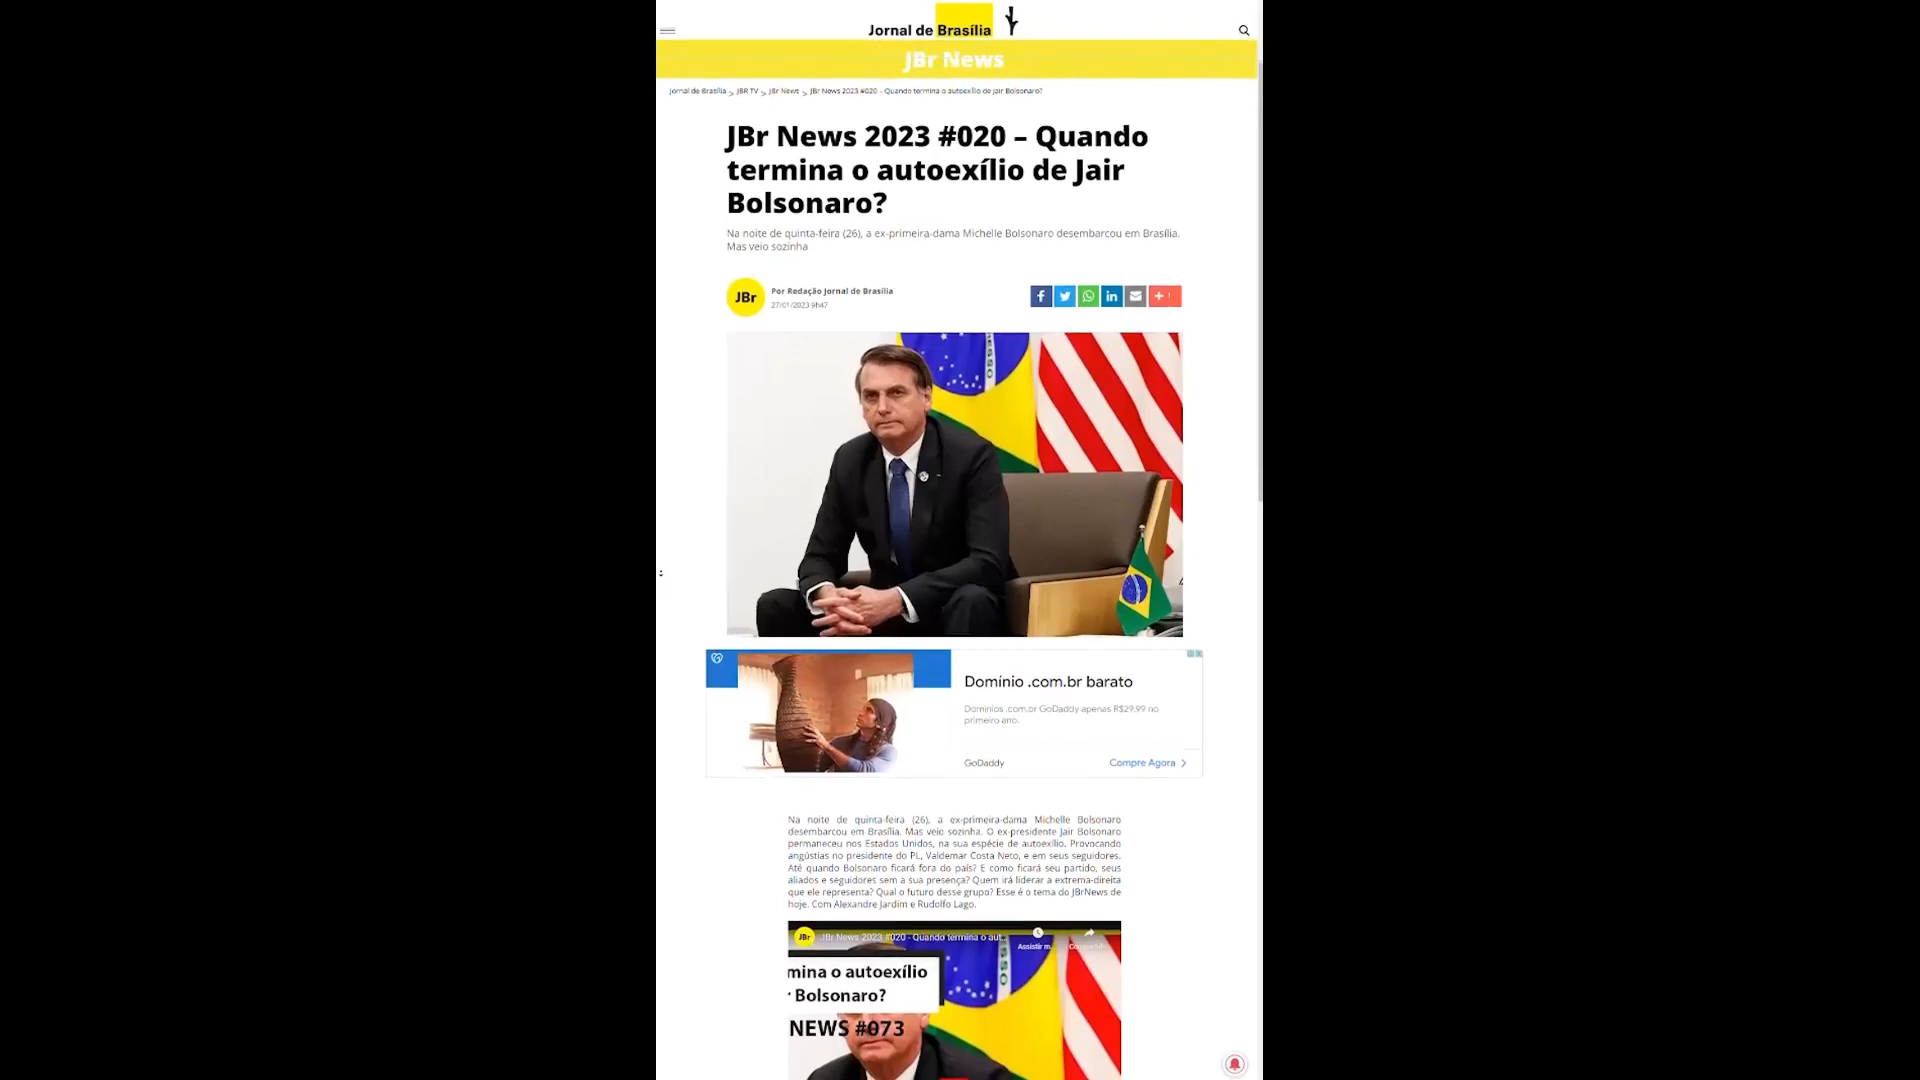 Jornal de Brasília
JBr News
Jornal de Brasília > JBR TV > JBr News > JBr News 2023 #020 – Quando termina o autoexílio de Jair Bolsonaro?
JBr News 2023 #020 – Quando
termina o autoexílio de Jair
Bolsonaro?
Na noite de quinta-feira (26), a ex-primeira-dama Michelle Bolsonaro desembarcou em Brasília.
Mas veio sozinha
JBr
Por Redação Jornal de Brasília
27/01/2023 9h47
Domínio .com.br barato
Domínios .com.br GoDaddy apenas R$29,99 no
primeiro ano.
GoDaddy
Compre Agora
Na noite de quinta-feira (26), a ex-primeira-dama Michelle Bolsonaro
desembarcou em Brasília. Mas veio sozinha. O ex-presidente Jair Bolsonaro
permaneceu nos Estados Unidos, na sua espécie de autoexílio. Provocando
angústias no presidente do PL, Valdemar Costa Neto, e em seus seguidores.
Até quando Bolsonaro ficará fora do país? E como ficará seu partido, seus
aliados e seguidores sem a sua presença? Quem irá liderar a extrema-direita
que ele representa? Qual o futuro desse grupo? Esse é o tema do JBrNews de
hoje. Com Alexandre Jardim e Rudolfo Lago.
JBr
JBr News 2023 #020 - Quando termina o aut...
Assistir m...
mina o autoexílio
r Bolsonaro?
NEWS #073